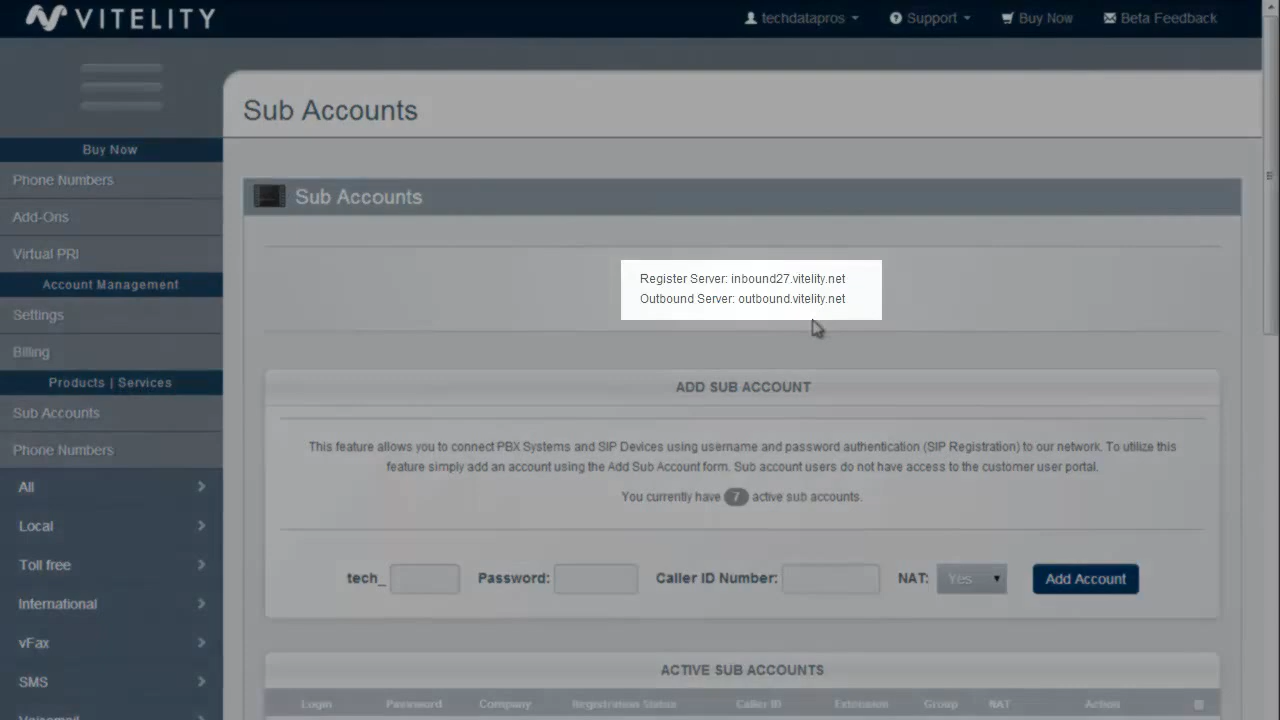 VITELITY
techdatapros
Support
Buy Now
Beta Feedback
Sub Accounts
Buy Now
Phone Numbers
Add-Ons
Virtual PRI
Account Management
Settings
Billing
Products | Services
Sub Accounts
Phone Numbers
All
Local
Toll free
International
vFax
SMS
Voicemail
Sub Accounts
Register Server: inbound27.vitelity.net
Outbound Server: outbound.vitelity.net
ADD SUB ACCOUNT
This feature allows you to connect PBX Systems and SIP Devices using username and password authentication (SIP Registration) to our network. To utilize this
feature simply add an account using the Add Sub Account form. Sub account users do not have access to the customer user portal.
You currently have 7 active sub accounts.
tech_ Password: Caller ID Number: NAT: Yes Add Account
ACTIVE SUB ACCOUNTS
Login Password Company Registration Status Caller ID Extension Group NAT Action